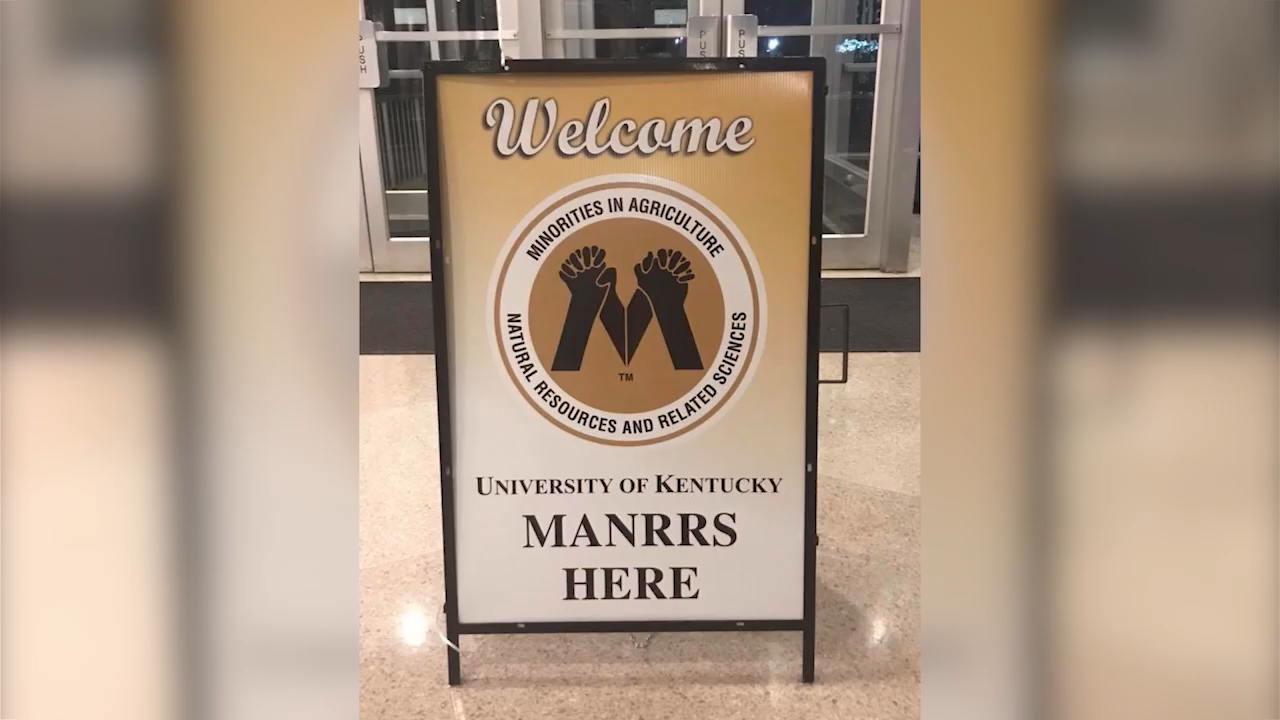 PUSH
PUSH
PUSH
Welcome
MINORITIES IN AGRICULTURE
NATURAL RESOURCES AND RELATED SCIENCES
TM
UNIVERSITY OF KENTUCKY
MANRRS
HERE